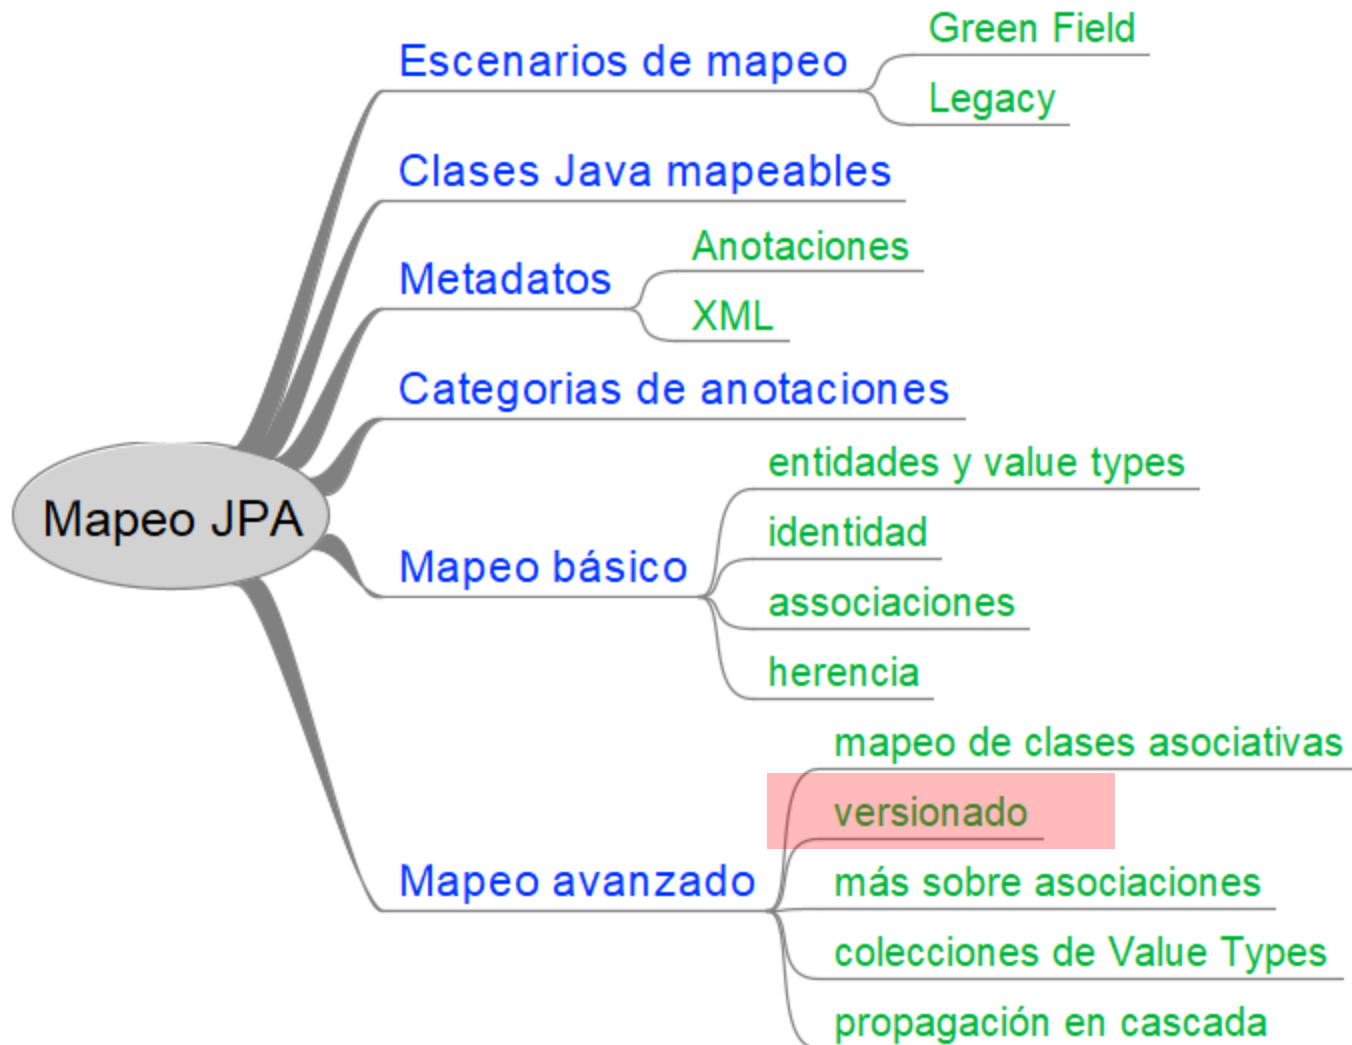 Mapeo JPA
Escenarios de mapeo
Green Field
Legacy
Clases Java mapeables
Metadatos
Anotaciones
XML
Categorias de anotaciones
Mapeo básico
entidades y value types
identidad
associaciones
herencia
Mapeo avanzado
mapeo de clases asociativas
versionado
más sobre asociaciones
colecciones de Value Types
propagación en cascada